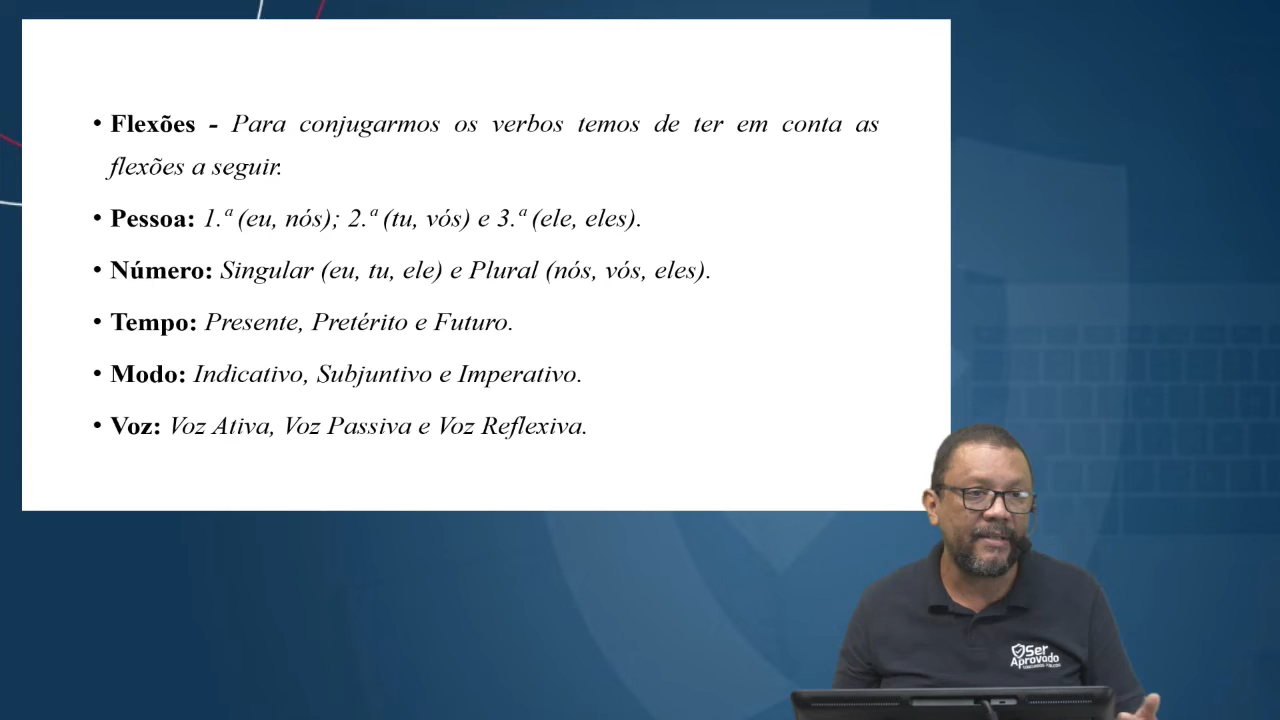 • Flexões - Para conjugarmos os verbos temos de ter em conta as
flexões a seguir.
• Pessoa: 1.ª (eu, nós); 2.ª (tu, vós) e 3.ª (ele, eles).
• Número: Singular (eu, tu, ele) e Plural (nós, vós, eles).
• Tempo: Presente, Pretérito e Futuro.
• Modo: Indicativo, Subjuntivo e Imperativo.
• Voz: Voz Ativa, Voz Passiva e Voz Reflexiva.
Ser
Aprovado